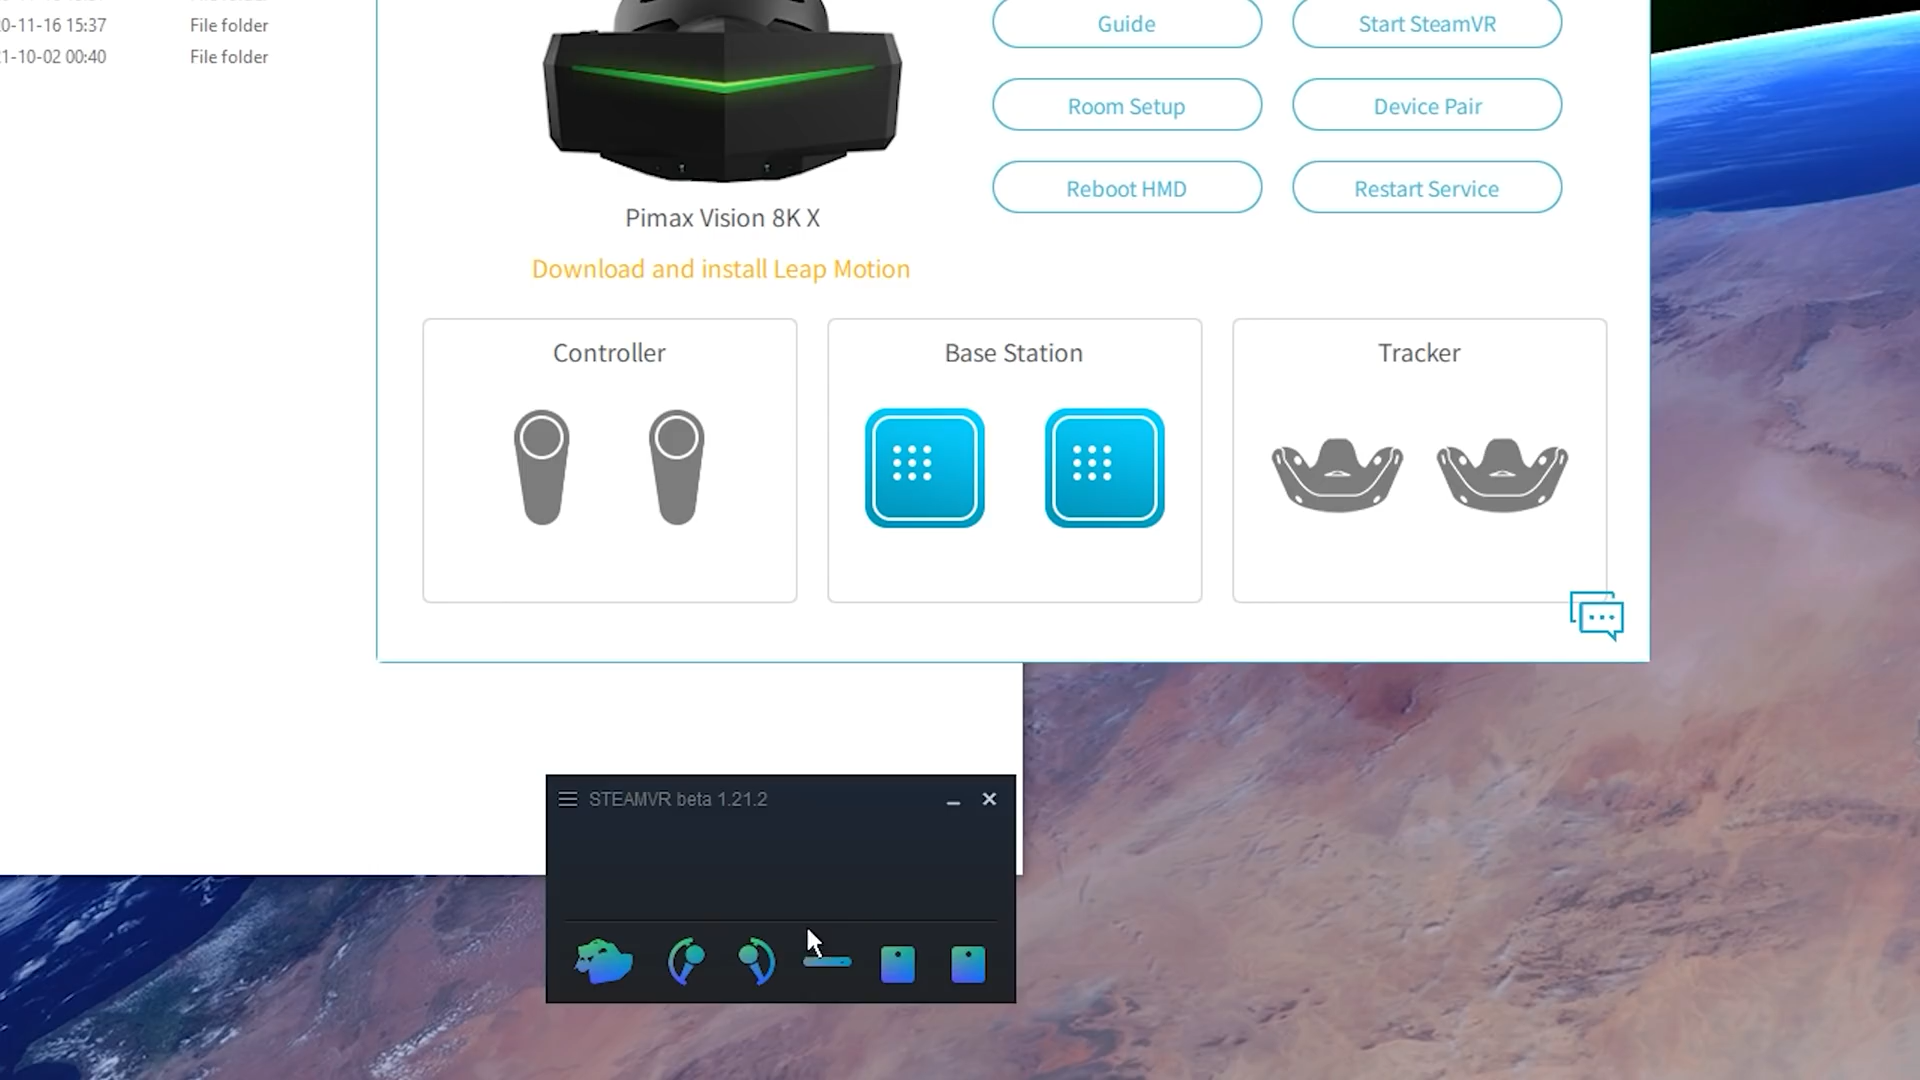 0-11-16 15:37 File folder
1-10-02 00:40 File folder
Guide
Start SteamVR
Room Setup
Device Pair
Reboot HMD
Restart Service
Pimax Vision 8K X
Download and install Leap Motion
Controller
Base Station
Tracker
STEAMVR beta 1.21.2